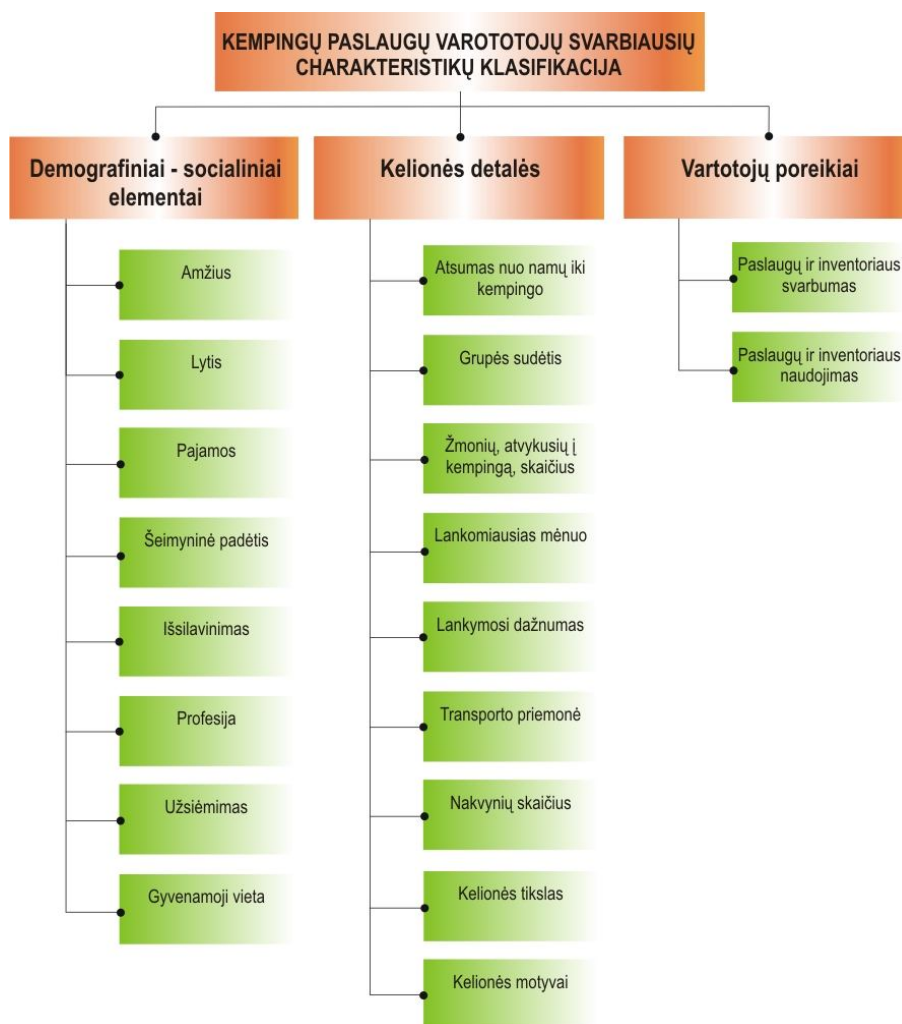 KEMPINGŲ PASLAUGŲ VAROTOTOJŲ SVARBIAUSIŲ
CHARAKTERISTIKŲ KLASIFIKACIJA
Demografiniai - socialiniai
elementai
Amžius
Lytis
Pajamos
Šeimyninė padėtis
Išsilavinimas
Profesija
Užsiėmimas
Gyvenamoji vieta
Kelionės detalės
Atsumas nuo namų iki
kempingo
Grupės sudėtis
Žmonių, atvykusių į
kempingą, skaičius
Lankomiausias mėnuo
Lankymosi dažnumas
Transporto priemonė
Nakvynių skaičius
Kelionės tikslas
Kelionės motyvai
Vartotojų poreikiai
Paslaugų ir inventoriaus
svarbumas
Paslaugų ir inventoriaus
naudojimas